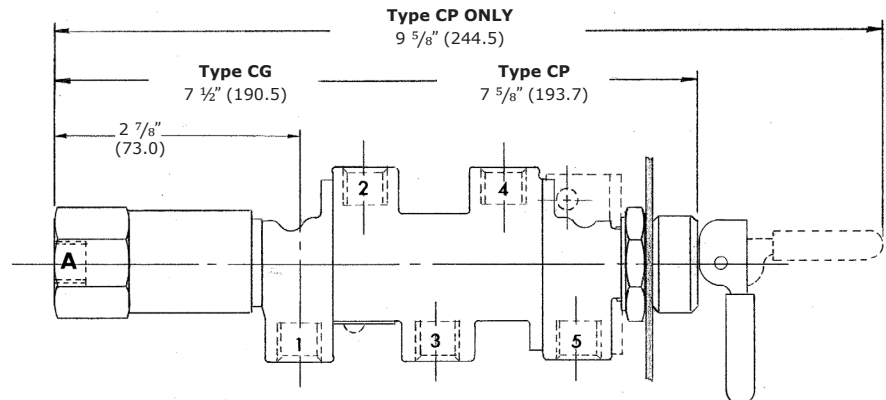 Type CP ONLY
9 5/8" (244.5)
Type CG
7 ½" (190.5)
Type CP
7 5/8" (193.7)
2 7/8"
(73.0)
2
4
A
1
3
5